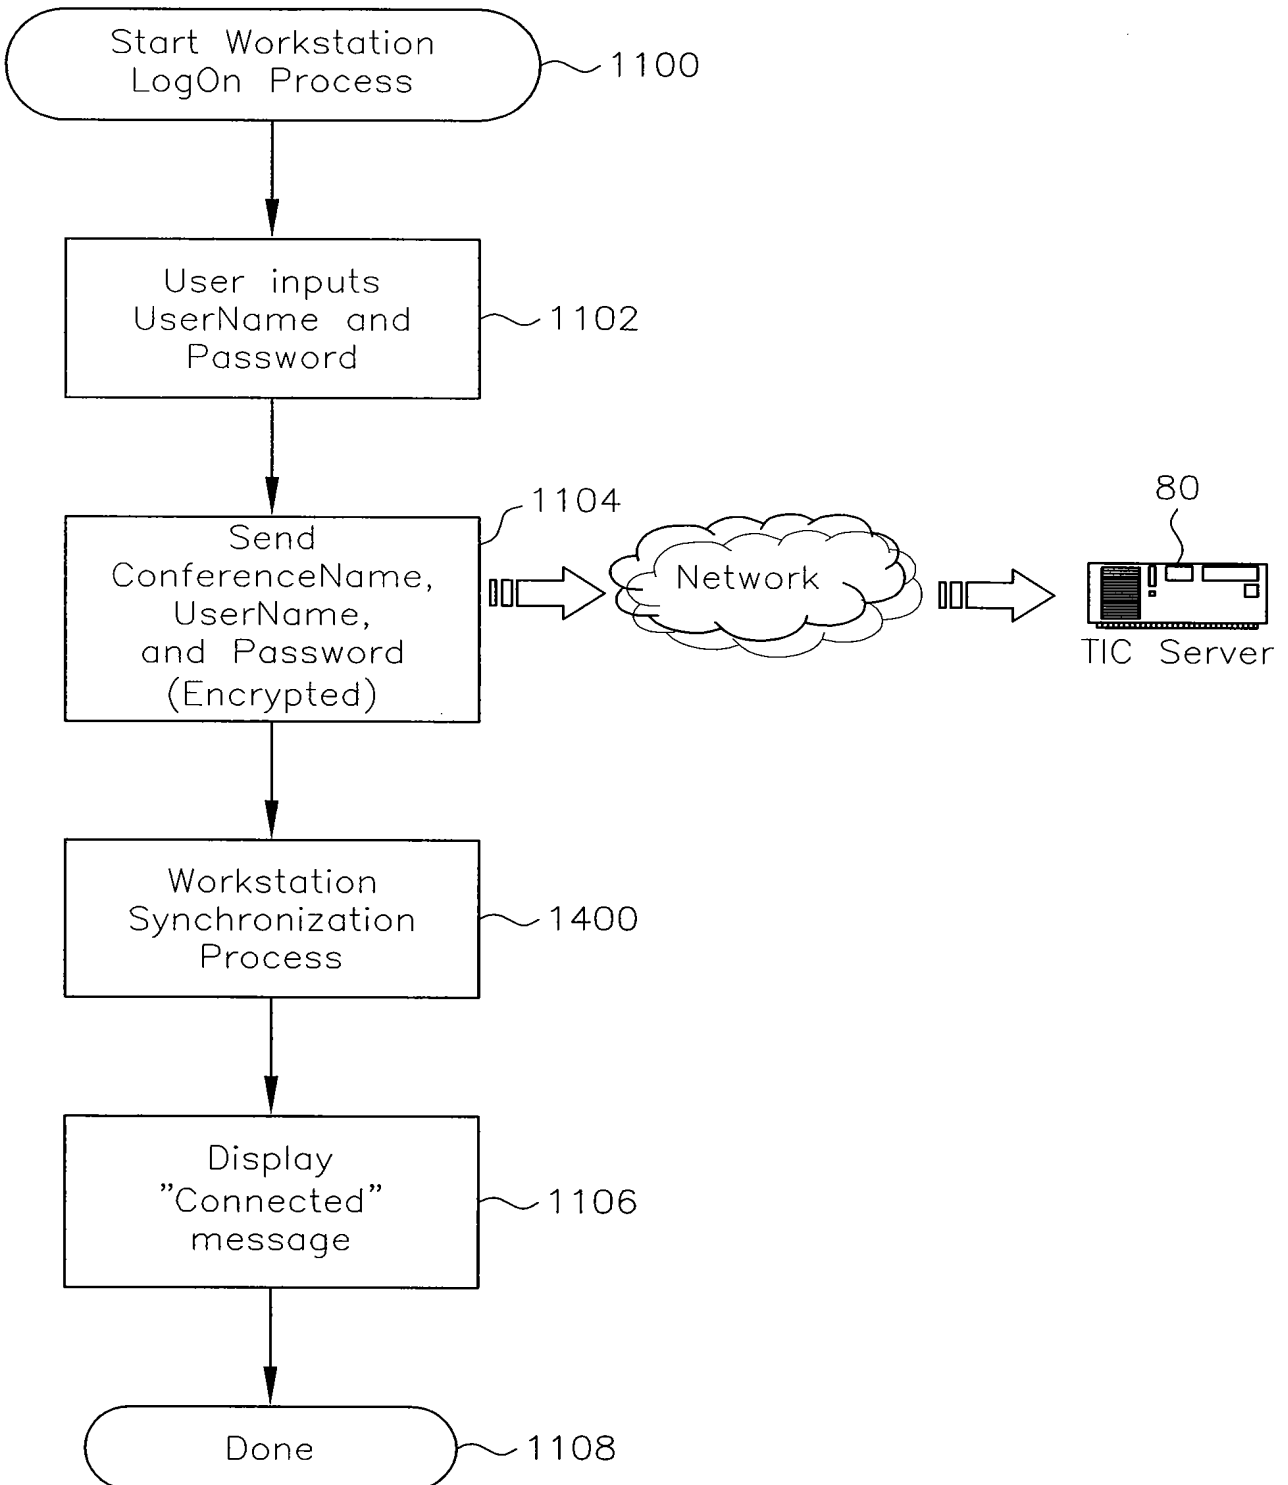 Start Workstation
LogOn Process
1100
User inputs
UserName and
Password
1102
Send
ConferenceName,
UserName,
and Password
(Encrypted)
1104
Network
80
TIC Server
Workstation
Synchronization
Process
1400
Display
"Connected"
message
1106
Done
1108